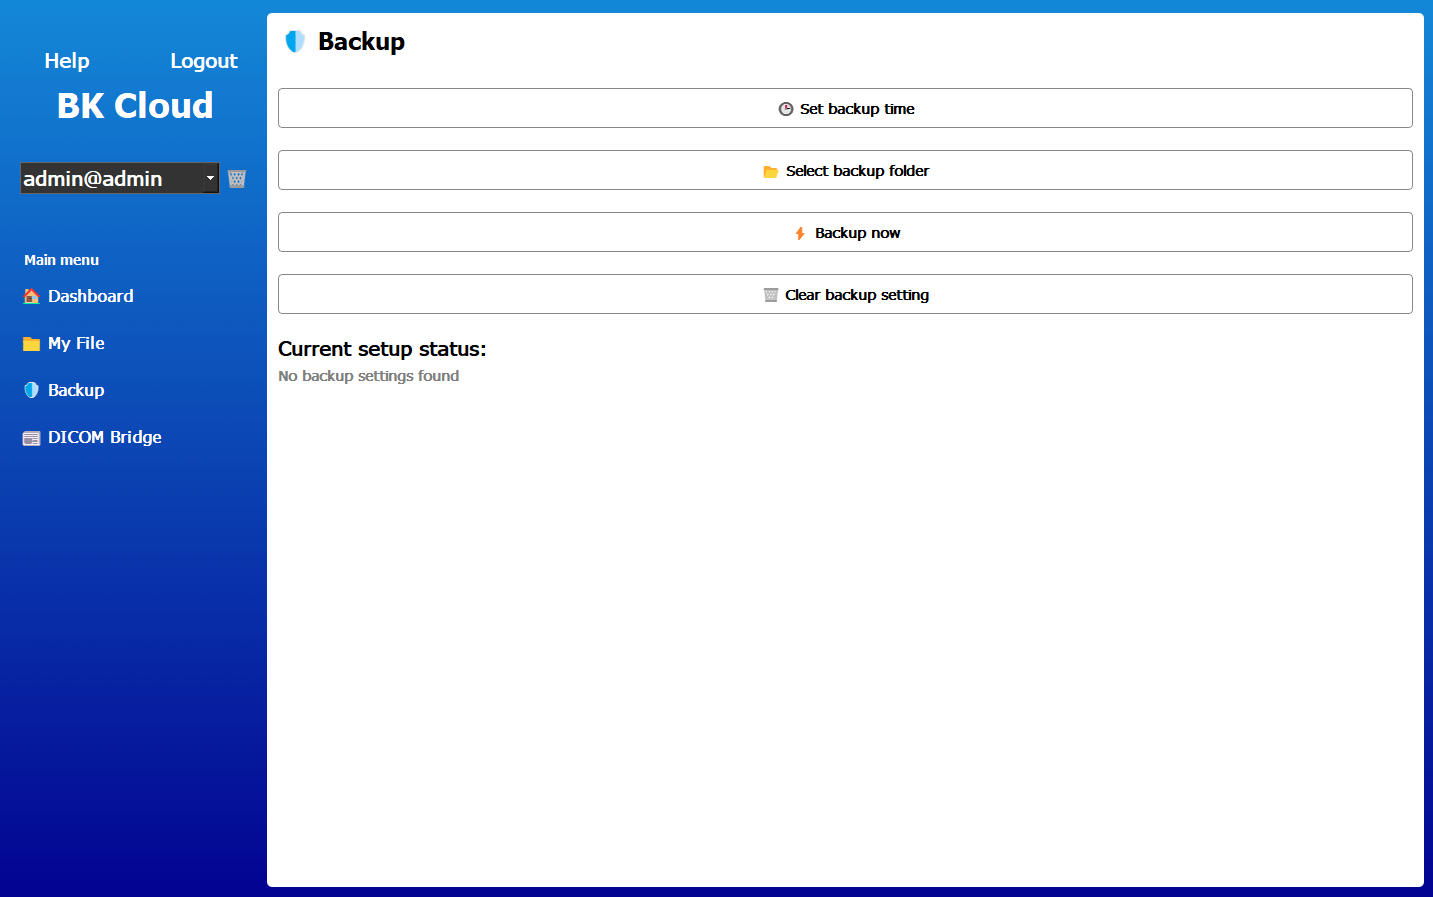 Help
Logout
BK Cloud
admin@admin
Main menu
Dashboard
My File
Backup
DICOM Bridge
Backup
Set backup time
Select backup folder
Backup now
Clear backup setting
Current setup status:
No backup settings found